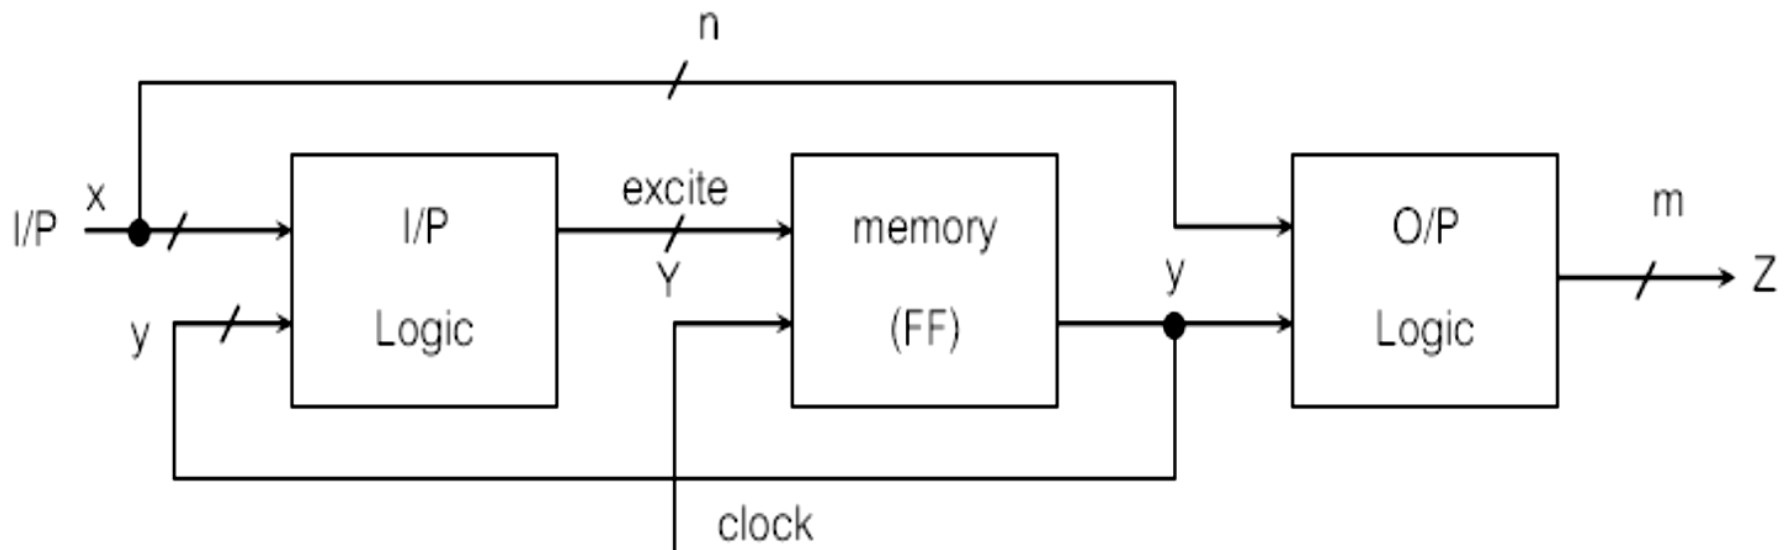 n
x
I/P
I/P
Logic
excite
Y
memory
(FF)
y
O/P
Logic
m
Z
y
clock